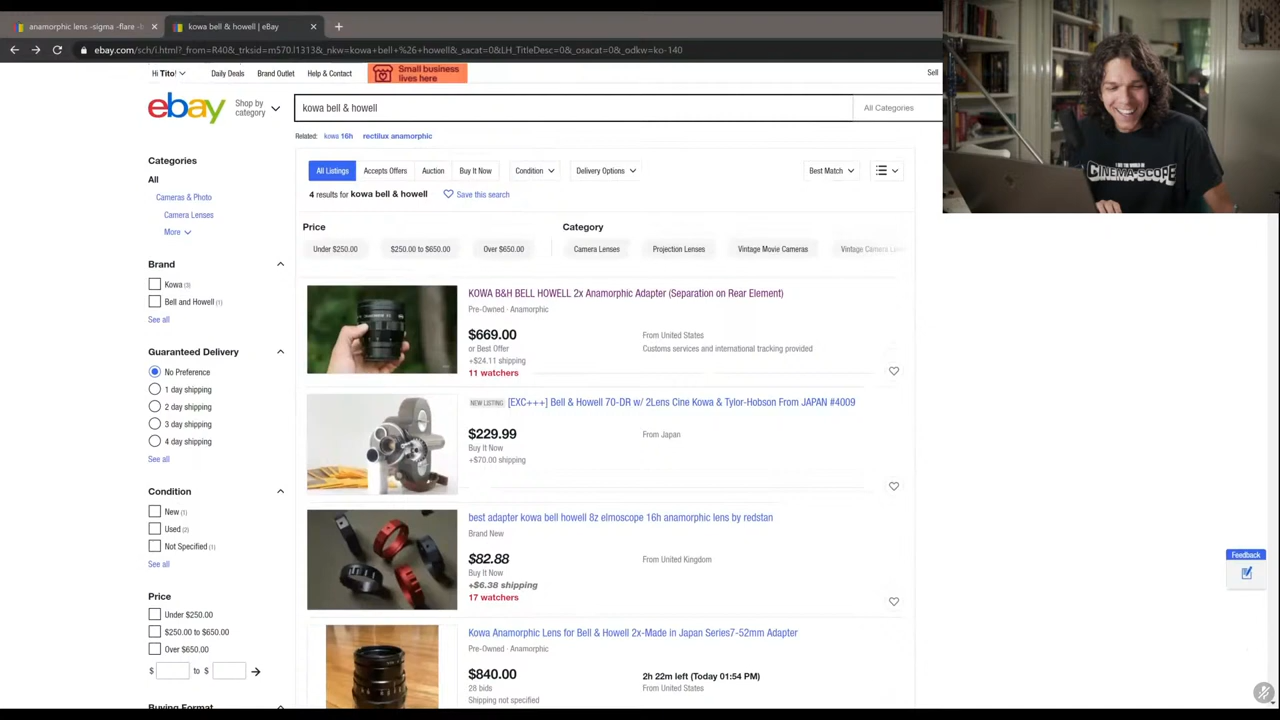 anamorphic lens -sigma -flare -
kowa bell & howell | eBay
ebay.com/sch/i.html?_from=R40&_trksid=m570.l1313&_nkw=kowa+bell+%26+howell&_sacat=0&LH_TitleDesc=0&_osacat=0&_odkw=ko-140
Hi Tito!
Daily Deals
Brand Outlet
Help & Contact
Small business
lives here
Sell
ebay
Shop by
category
kowa bell & howell
All Categories
Related: kowa 16h rectilux anamorphic
I SEE THE WORLD IN
CINEMASCOPE
Categories
All
Cameras & Photo
Camera Lenses
More
Brand
Kowa (3)
Bell and Howell (1)
See all
Guaranteed Delivery
No Preference
1 day shipping
2 day shipping
3 day shipping
4 day shipping
See all
Condition
New (1)
Used (2)
Not Specified (1)
See all
Price
Under $250.00
$250.00 to $650.00
Over $650.00
$ to $
Buying Format
All Listings
Accepts Offers
Auction
Buy It Now
Condition
Delivery Options
Best Match
4 results for kowa bell & howell
Save this search
Price
Under $250.00
$250.00 to $650.00
Over $650.00
Category
Camera Lenses
Projection Lenses
Vintage Movie Cameras
Vintage Camera
KOWA B&H BELL HOWELL 2x Anamorphic Adapter (Separation on Rear Element)
Pre-Owned · Anamorphic
$669.00
or Best Offer
+$24.11 shipping
11 watchers
From United States
Customs services and international tracking provided
NEW LISTING [EXC+++] Bell & Howell 70-DR w/ 2Lens Cine Kowa & Tylor-Hobson From JAPAN #4009
$229.99
Buy It Now
+$70.00 shipping
From Japan
best adapter kowa bell howell 8z elmoscope 16h anamorphic lens by redstan
Brand New
$82.88
Buy It Now
+$6.38 shipping
17 watchers
From United Kingdom
Kowa Anamorphic Lens for Bell & Howell 2x-Made in Japan Series7-52mm Adapter
Pre-Owned · Anamorphic
$840.00
28 bids
Shipping not specified
2h 22m left (Today 01:54 PM)
From United States
Feedback